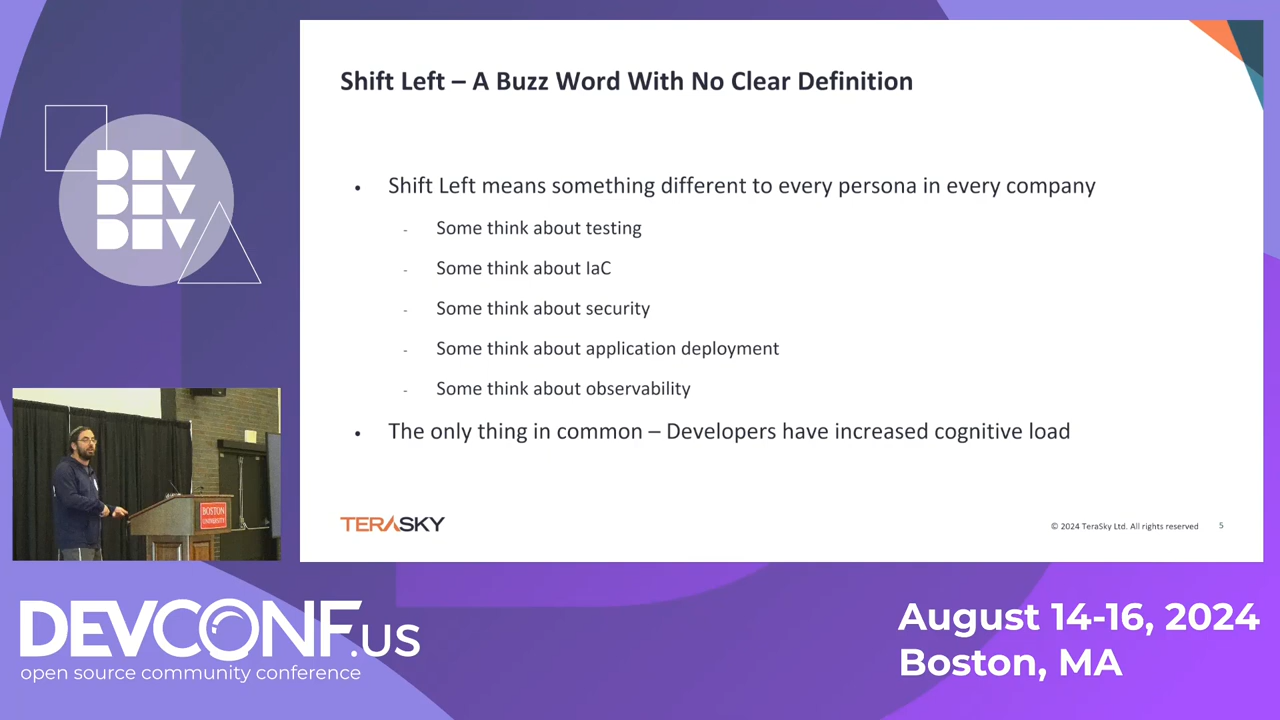 Shift Left – A Buzz Word With No Clear Definition
• Shift Left means something different to every persona in every company
- Some think about testing
- Some think about IaC
- Some think about security
- Some think about application deployment
- Some think about observability
• The only thing in common – Developers have increased cognitive load
TERASKY
© 2024 TeraSky Ltd. All rights reserved
5
DEV
DEV
DEV
BOSTON
UNIVERSITY
DEVCONF.US
open source community conference
August 14-16, 2024
Boston, MA